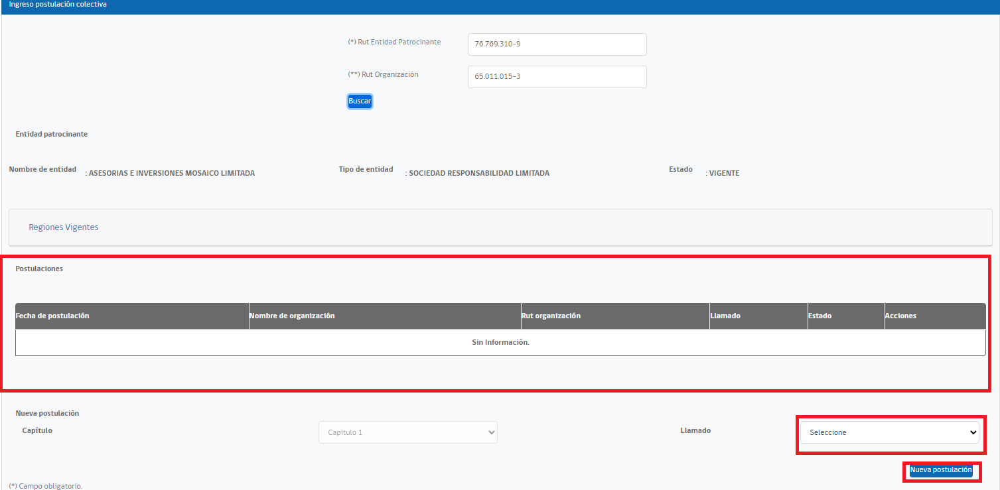 Ingreso postulación colectiva
(*) Rut Entidad Patrocinante 76.769.310-9
(**) Rut Organización 65.011.015-3
Buscar
Entidad patrocinante
Nombre de entidad : ASESORIAS E INVERSIONES MOSAICO LIMITADA Tipo de entidad : SOCIEDAD RESPONSABILIDAD LIMITADA Estado : VIGENTE
Regiones Vigentes
Postulaciones
Fecha de postulación Nombre de organización Rut organización Llamado Estado Acciones
Sin Información.
Nueva postulación
Capítulo Capitulo 1 Llamado Seleccione
Nueva postulación
(*) Campo obligatorio.